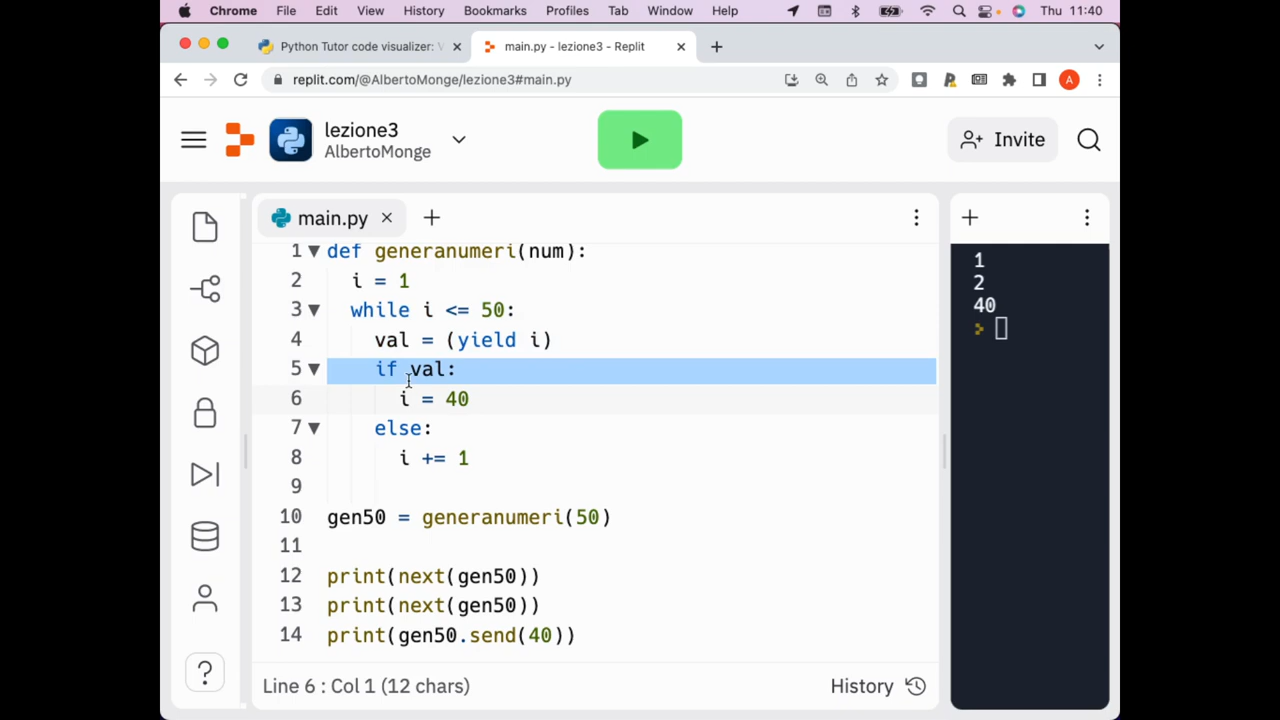 Chrome File Edit View History Bookmarks Profiles Tab Window Help Thu 11:40
Python Tutor code visualizer: V
main.py - lezione3 - Replit
replit.com/@AlbertoMonge/lezione3#main.py
A
lezione3
AlbertoMonge
Invite
main.py
1 def generanumeri(num):
2 i = 1
3 while i <= 50:
4 val = (yield i)
5 if val:
6 i = 40
7 else:
8 i += 1
9
10 gen50 = generanumeri(50)
11
12 print(next(gen50))
13 print(next(gen50))
14 print(gen50.send(40))
1
2
40
?
Line 6 : Col 1 (12 chars)
History